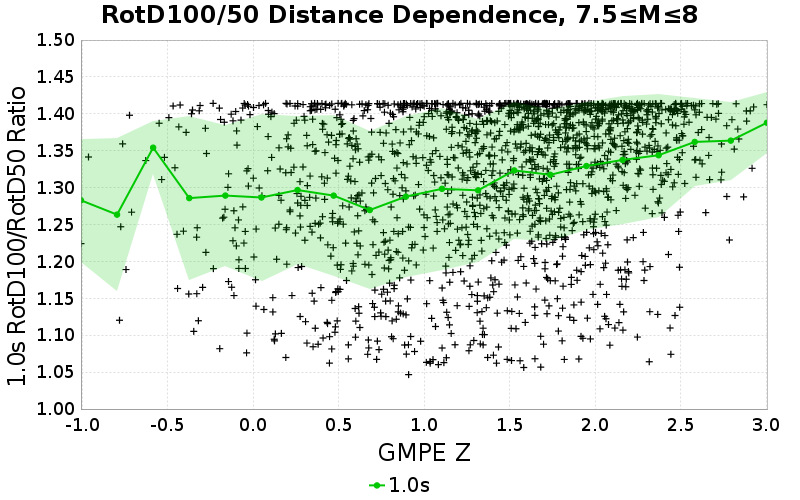 RotD100/50 Distance Dependence, 7.5≤M≤8
1.0s RotD100/RotD50 Ratio
1.50
1.45
1.40
1.35
1.30
1.25
1.20
1.15
1.10
1.05
1.00
-1.0 -0.5 0.0 0.5 1.0 1.5 2.0 2.5 3.0
GMPE Z
1.0s